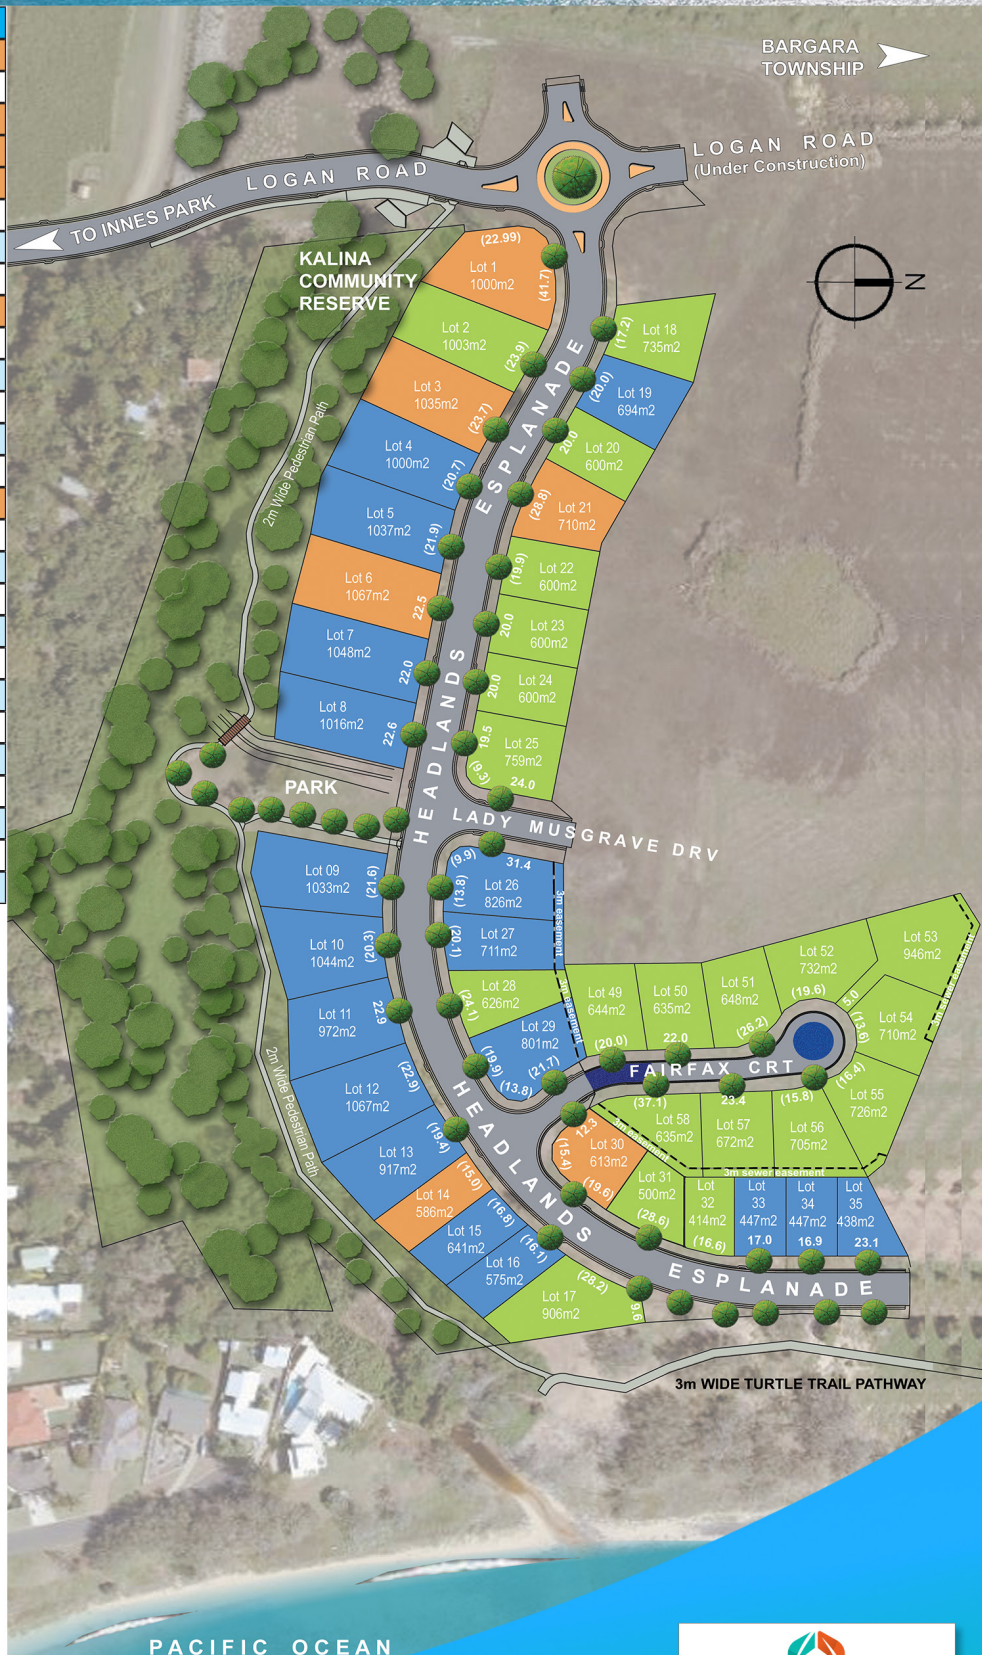 BARGARA
TOWNSHIP
LOGAN ROAD
(Under Construction)
LOGAN ROAD
TO INNES PARK
N
KALINA
COMMUNITY
RESERVE
(22.99)
Lot 1
1000m2
(41.7)
Lot 2
1003m2
(23.9)
Lot 3
1035m2
(23.7)
Lot 4
1000m2
(20.7)
Lot 5
1037m2
(21.9)
Lot 6
1067m2
22.5
Lot 7
1048m2
22.0
Lot 8
1016m2
22.6
2m Wide Pedestrian Path
(17.2)
Lot 18
735m2
(20.0)
Lot 19
694m2
20.0
Lot 20
600m2
(28.8)
Lot 21
710m2
(19.9)
Lot 22
600m2
20.0
Lot 23
600m2
20.0
Lot 24
600m2
19.5
Lot 25
759m2
(9.3)
24.0
HEADLANDS ESPLANADE
PARK
LADY MUSGRAVE DRV
Lot 09
1033m2
(21.6)
Lot 10
1044m2
(20.3)
Lot 11
972m2
22.9
Lot 12
1067m2
(22.9)
Lot 13
917m2
(19.4)
Lot 14
586m2
(15.0)
Lot 15
641m2
(16.8)
Lot 16
575m2
(16.1)
Lot 17
906m2
(28.2)
9.6
2m Wide Pedestrian Path
(9.9)
31.4
(13.8)
Lot 26
826m2
(20.1)
Lot 27
711m2
Lot 28
626m2
(24.1)
Lot 29
801m2
(19.9)
(13.8)
(21.7)
3m easement
3m easement
Lot 49
644m2
(20.0)
Lot 50
635m2
22.0
Lot 51
648m2
(26.2)
Lot 52
732m2
(19.6)
Lot 53
946m2
5.0
Lot 54
710m2
(13.6)
3m sewer easement
Lot 55
726m2
(16.4)
FAIRFAX CRT
(37.1)
23.4
(15.8)
Lot 58
635m2
Lot 57
672m2
Lot 56
705m2
3m easement
3m sewer easement
12.3
Lot 30
613m2
(15.4)
(19.6)
Lot 31
500m2
(28.6)
Lot
32
414m2
(16.6)
Lot
33
447m2
17.0
Lot
34
447m2
16.9
Lot
35
438m2
23.1
HEADLANDS ESPLANADE
3m WIDE TURTLE TRAIL PATHWAY
PACIFIC OCEAN